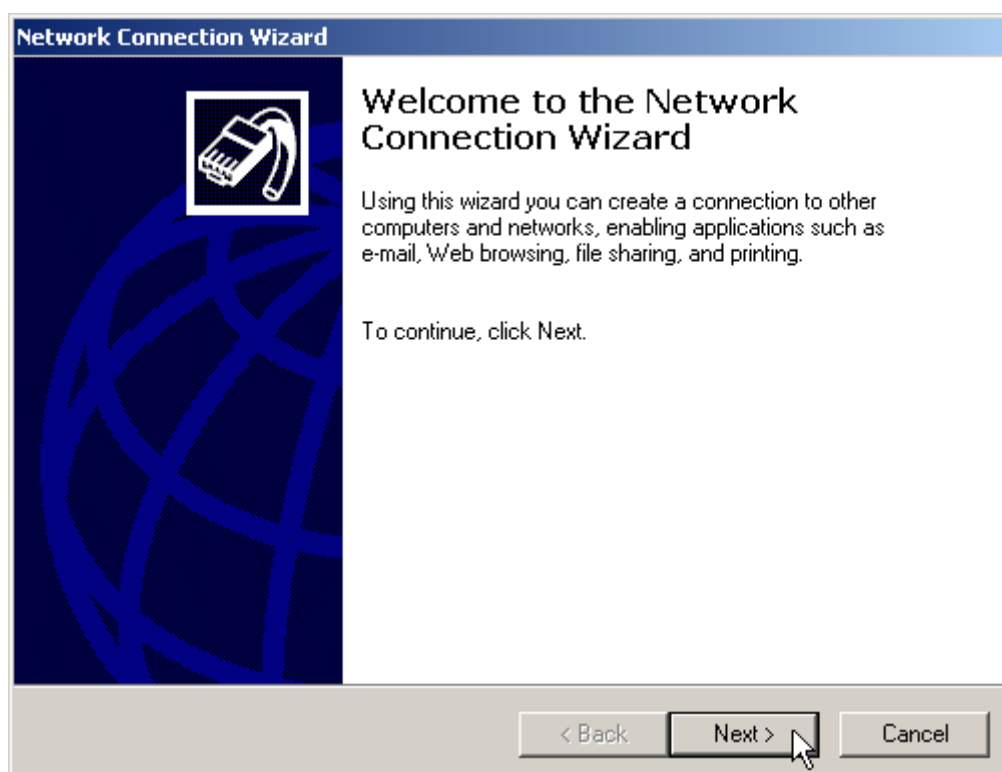 Network Connection Wizard
Welcome to the Network
Connection Wizard
Using this wizard you can create a connection to other
computers and networks, enabling applications such as
e-mail, Web browsing, file sharing, and printing.
To continue, click Next.
< Back Next > Cancel